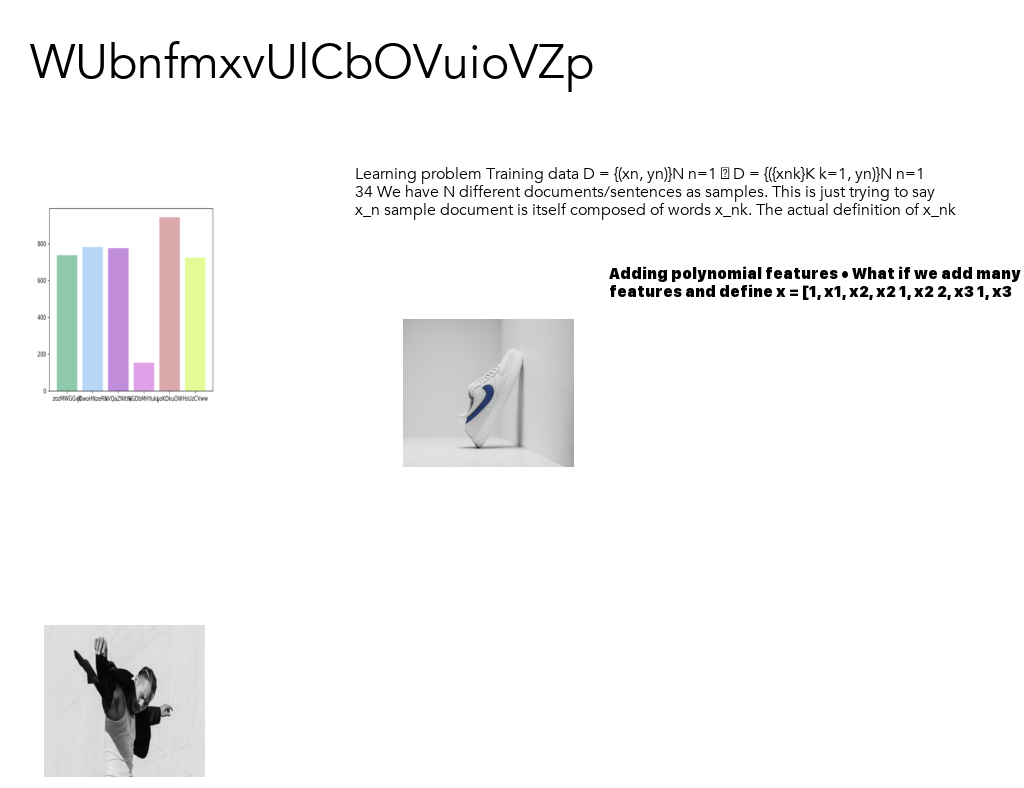 WUbnfmxvUlCbOVuioVZp
Learning problem Training data D = {(xn, yn)}N n=1 D = {({xnk}K k=1, yn)}N n=1
34 We have N different documents/sentences as samples. This is just trying to say
x_n sample document is itself composed of words x_nk. The actual definition of x_nk
Adding polynomial features • What if we add many
features and define x = [1, x1, x2, x2 1, x2 2, x3 1, x3
800
600
400
200
0